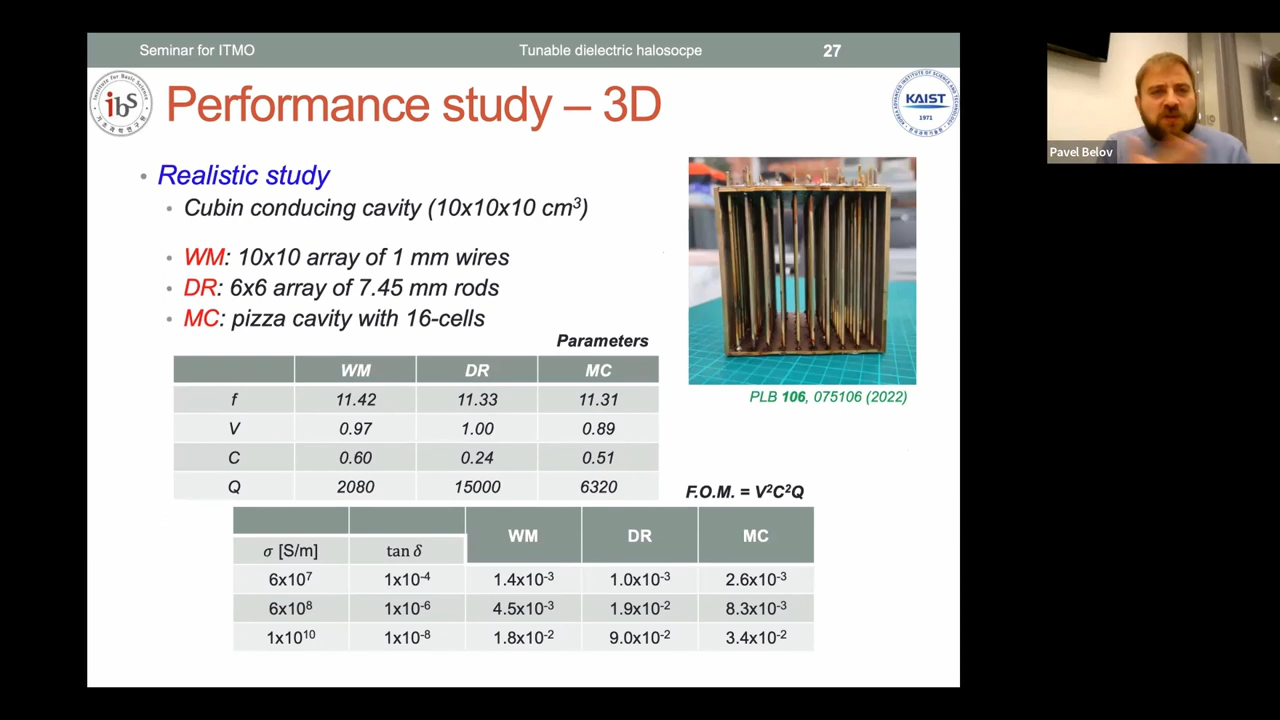 Seminar for ITMO
Tunable dielectric halosocpe
27
ibS
Performance study – 3D
KAIST
1971
Pavel Belov
• Realistic study
• Cubin conducing cavity (10x10x10 cm³)
• WM: 10x10 array of 1 mm wires
• DR: 6x6 array of 7.45 mm rods
• MC: pizza cavity with 16-cells
Parameters
WM DR MC
f 11.42 11.33 11.31
V 0.97 1.00 0.89
C 0.60 0.24 0.51
Q 2080 15000 6320
PLB 106, 075106 (2022)
F.O.M. = V²C²Q
WM DR MC
σ [S/m] tan δ
6x10⁷ 1x10⁻⁴ 1.4x10⁻³ 1.0x10⁻³ 2.6x10⁻³
6x10⁸ 1x10⁻⁶ 4.5x10⁻³ 1.9x10⁻² 8.3x10⁻³
1x10¹⁰ 1x10⁻⁸ 1.8x10⁻² 9.0x10⁻² 3.4x10⁻²